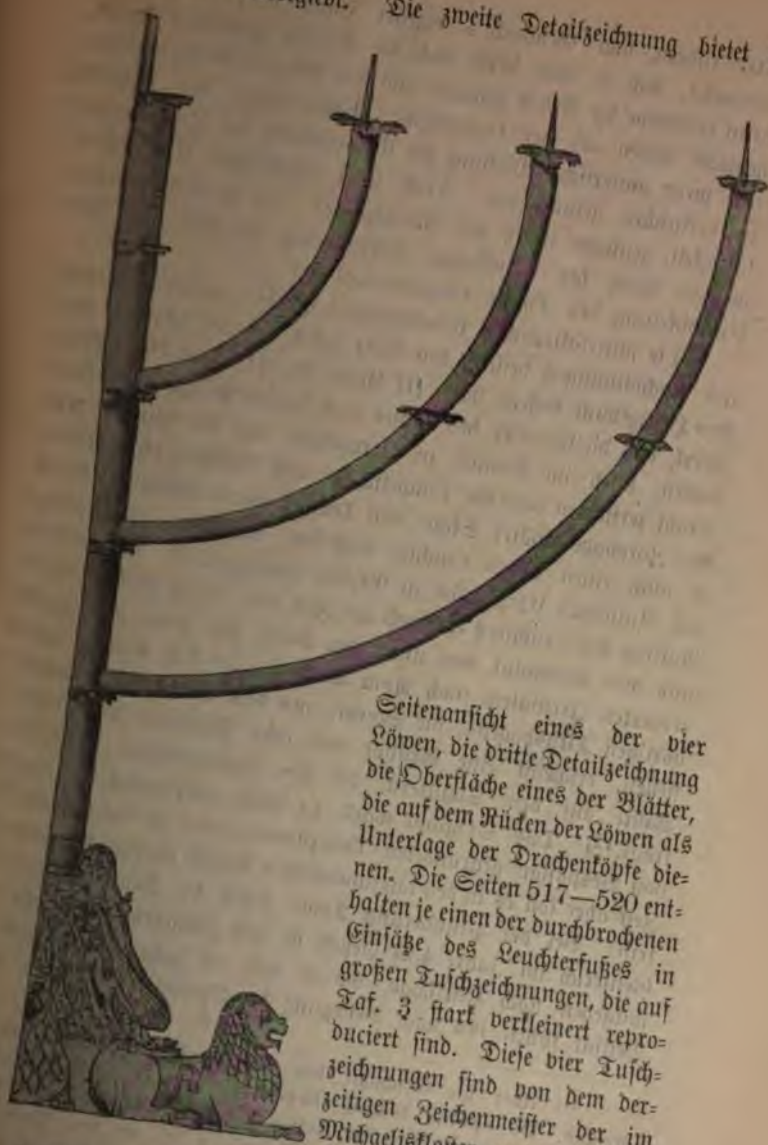 Die zweite Detailzeichnung bietet
Seitenanſicht eines der vier
Löwen, die dritte Detailzeichnung
die Oberfläche eines der Blätter,
die auf dem Rücken der Löwen als
Unterlage der Drachenköpfe die=
nen. Die Seiten 517—520 ent=
halten je einen der durchbrochenen
Einſätze des Leuchterfußes in
großen Tuſchzeichnungen, die auf
Taf. 3 ſtark verkleinert repro=
duciert ſind. Dieſe vier Tuſch=
zeichnungen ſind von dem der=
zeitigen Zeichenmeiſter der im